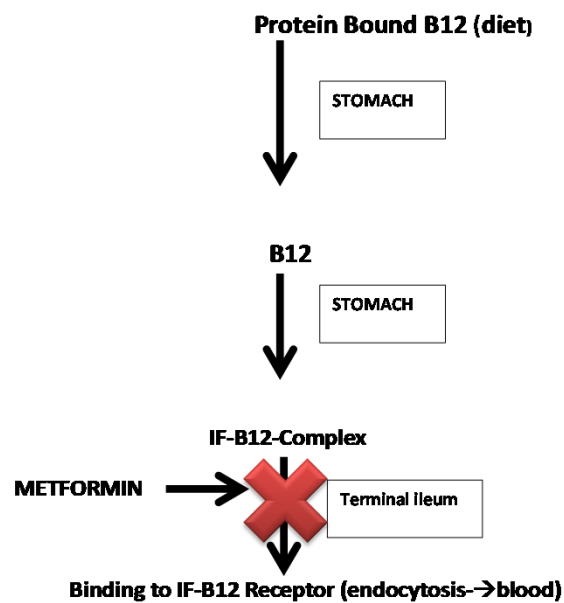 Protein Bound B12 (diet)
STOMACH
B12
STOMACH
IF-B12-Complex
METFORMIN
Terminal ileum
Binding to IF-B12 Receptor (endocytosis-→blood)